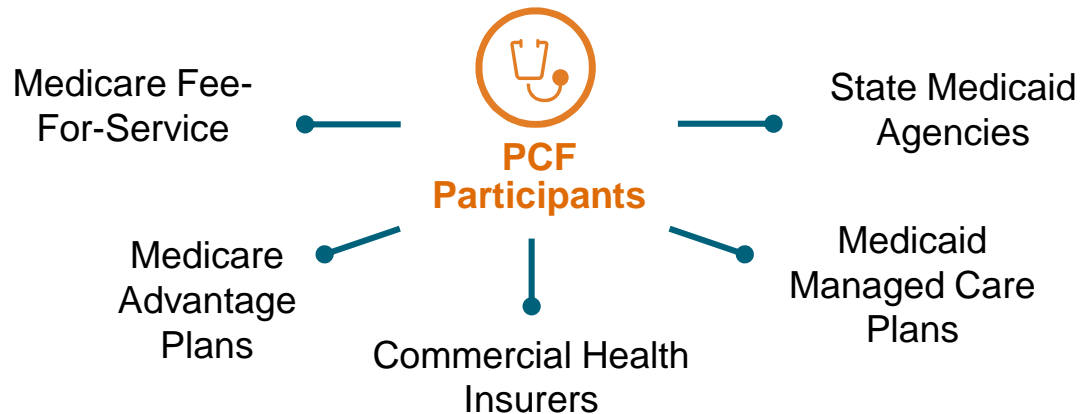 Medicare Fee-
For-Service
PCF
Participants
State Medicaid
Agencies
Medicare
Advantage
Plans
Commercial Health
Insurers
Medicaid
Managed Care
Plans